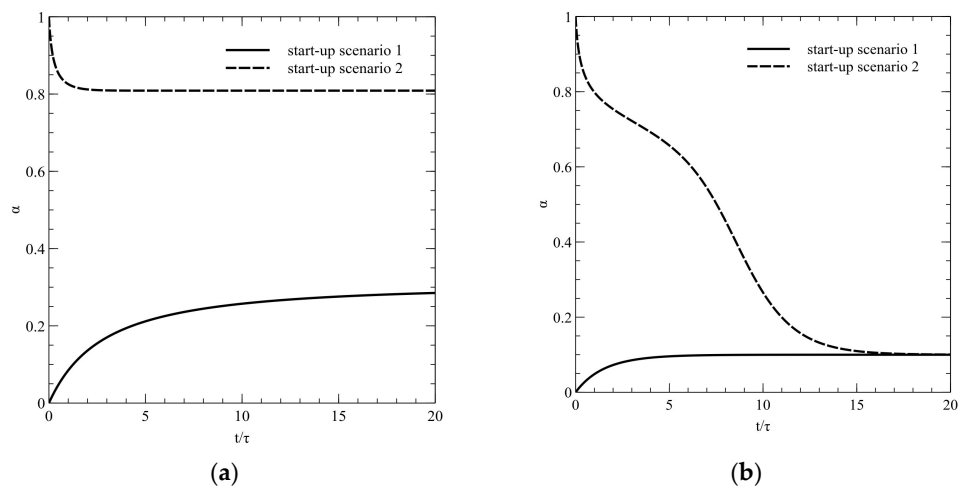 1
0.8
0.6
α
0.4
0.2
0
0 5 10 15 20
t/τ
start-up scenario 1
start-up scenario 2
(a)
1
0.8
0.6
α
0.4
0.2
0
0 5 10 15 20
t/τ
start-up scenario 1
start-up scenario 2
(b)